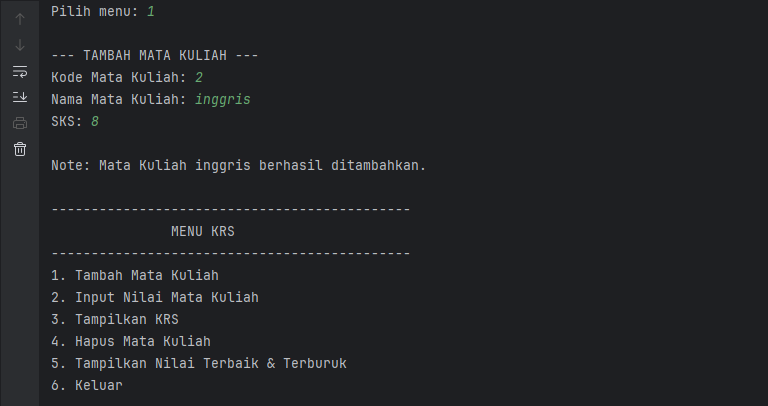 Pilih menu: 1
--- TAMBAH MATA KULIAH ---
Kode Mata Kuliah: 2
Nama Mata Kuliah: inggris
SKS: 8
Note: Mata Kuliah inggris berhasil ditambahkan.
---------------------------------------------
MENU KRS
---------------------------------------------
1. Tambah Mata Kuliah
2. Input Nilai Mata Kuliah
3. Tampilkan KRS
4. Hapus Mata Kuliah
5. Tampilkan Nilai Terbaik & Terburuk
6. Keluar